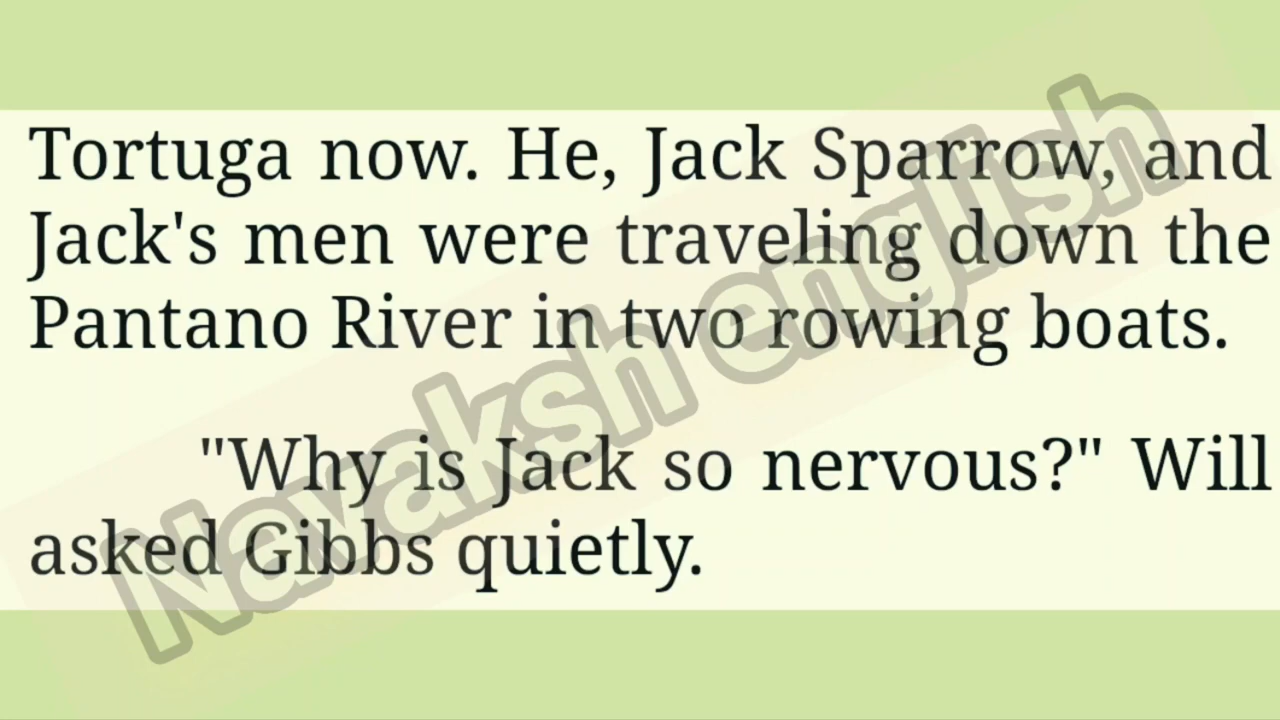 Tortuga now. He, Jack Sparrow, and
Jack's men were traveling down the
Pantano River in two rowing boats.
"Why is Jack so nervous?" Will
asked Gibbs quietly.
Navaksh english